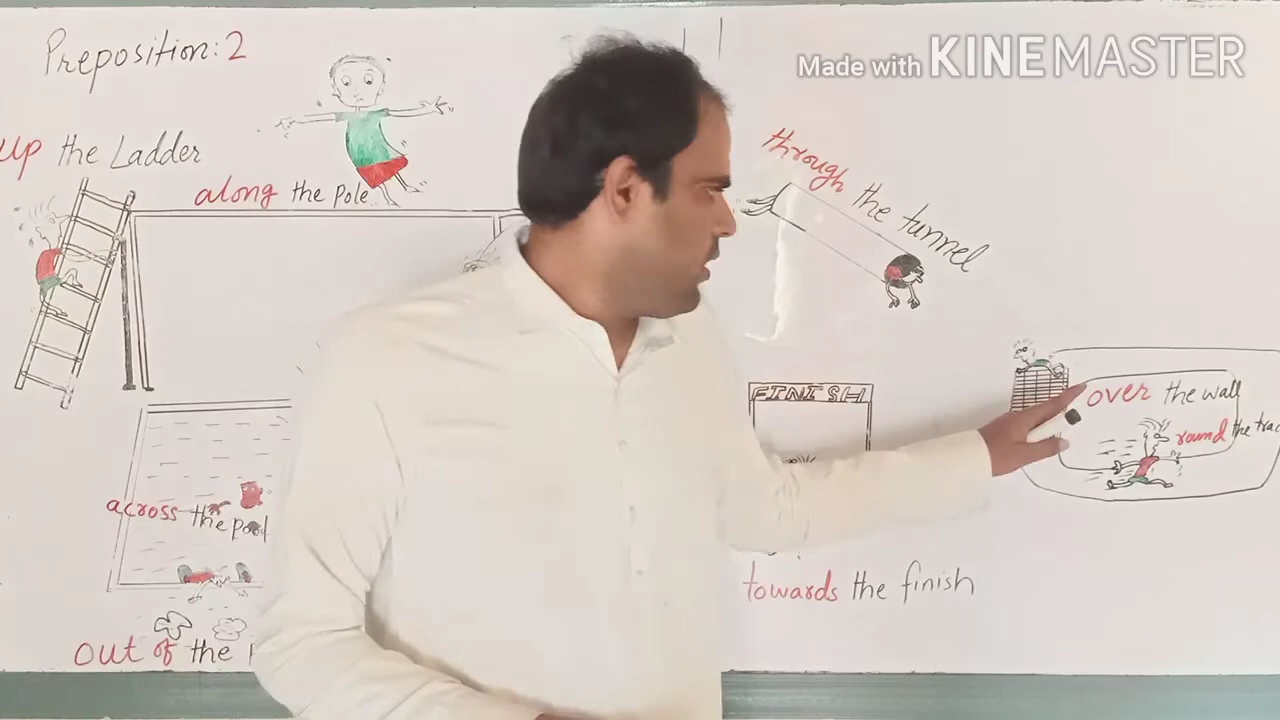 Preposition: 2
Made with KINEMASTER
up the Ladder
along the pole
through the tunnel
FINISH
over the wall
round the
across the pool
towards the finish
out of the